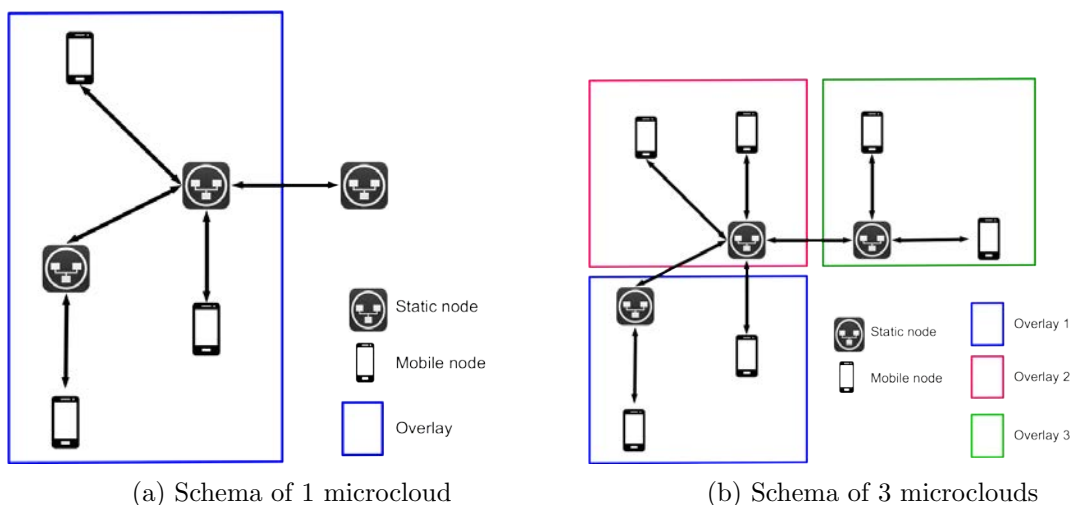 Static node
Mobile node
Overlay
(a) Schema of 1 microcloud
Static node
Mobile node
Overlay 1
Overlay 2
Overlay 3
(b) Schema of 3 microclouds